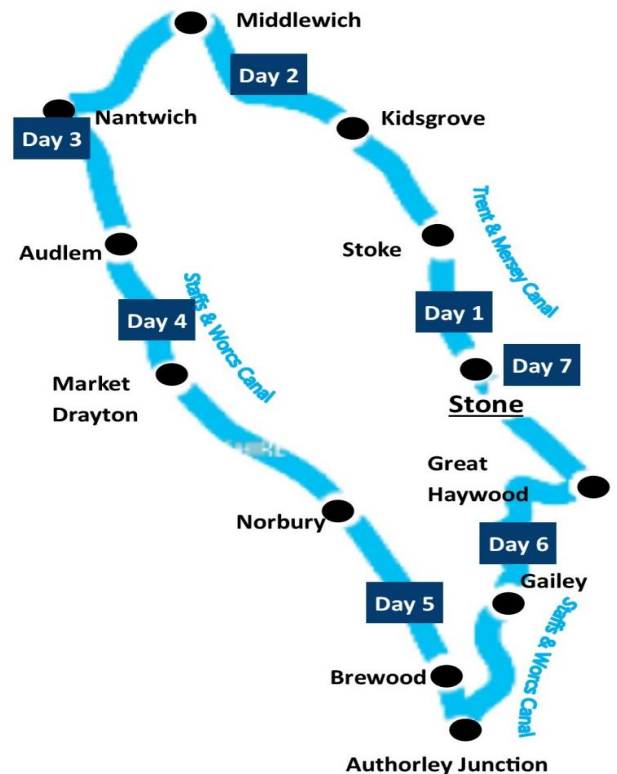 Middlewich
Day 2
Nantwich
Day 3
Kidsgrove
Trent & Mersey Canal
Stoke
Audlem
Staffs & Worcs Canal
Day 4
Day 1
Day 7
Market
Drayton
Stone
Great
Haywood
Norbury
Day 6
Gailey
Day 5
Staffs & Worcs Canal
Brewood
Authorley Junction